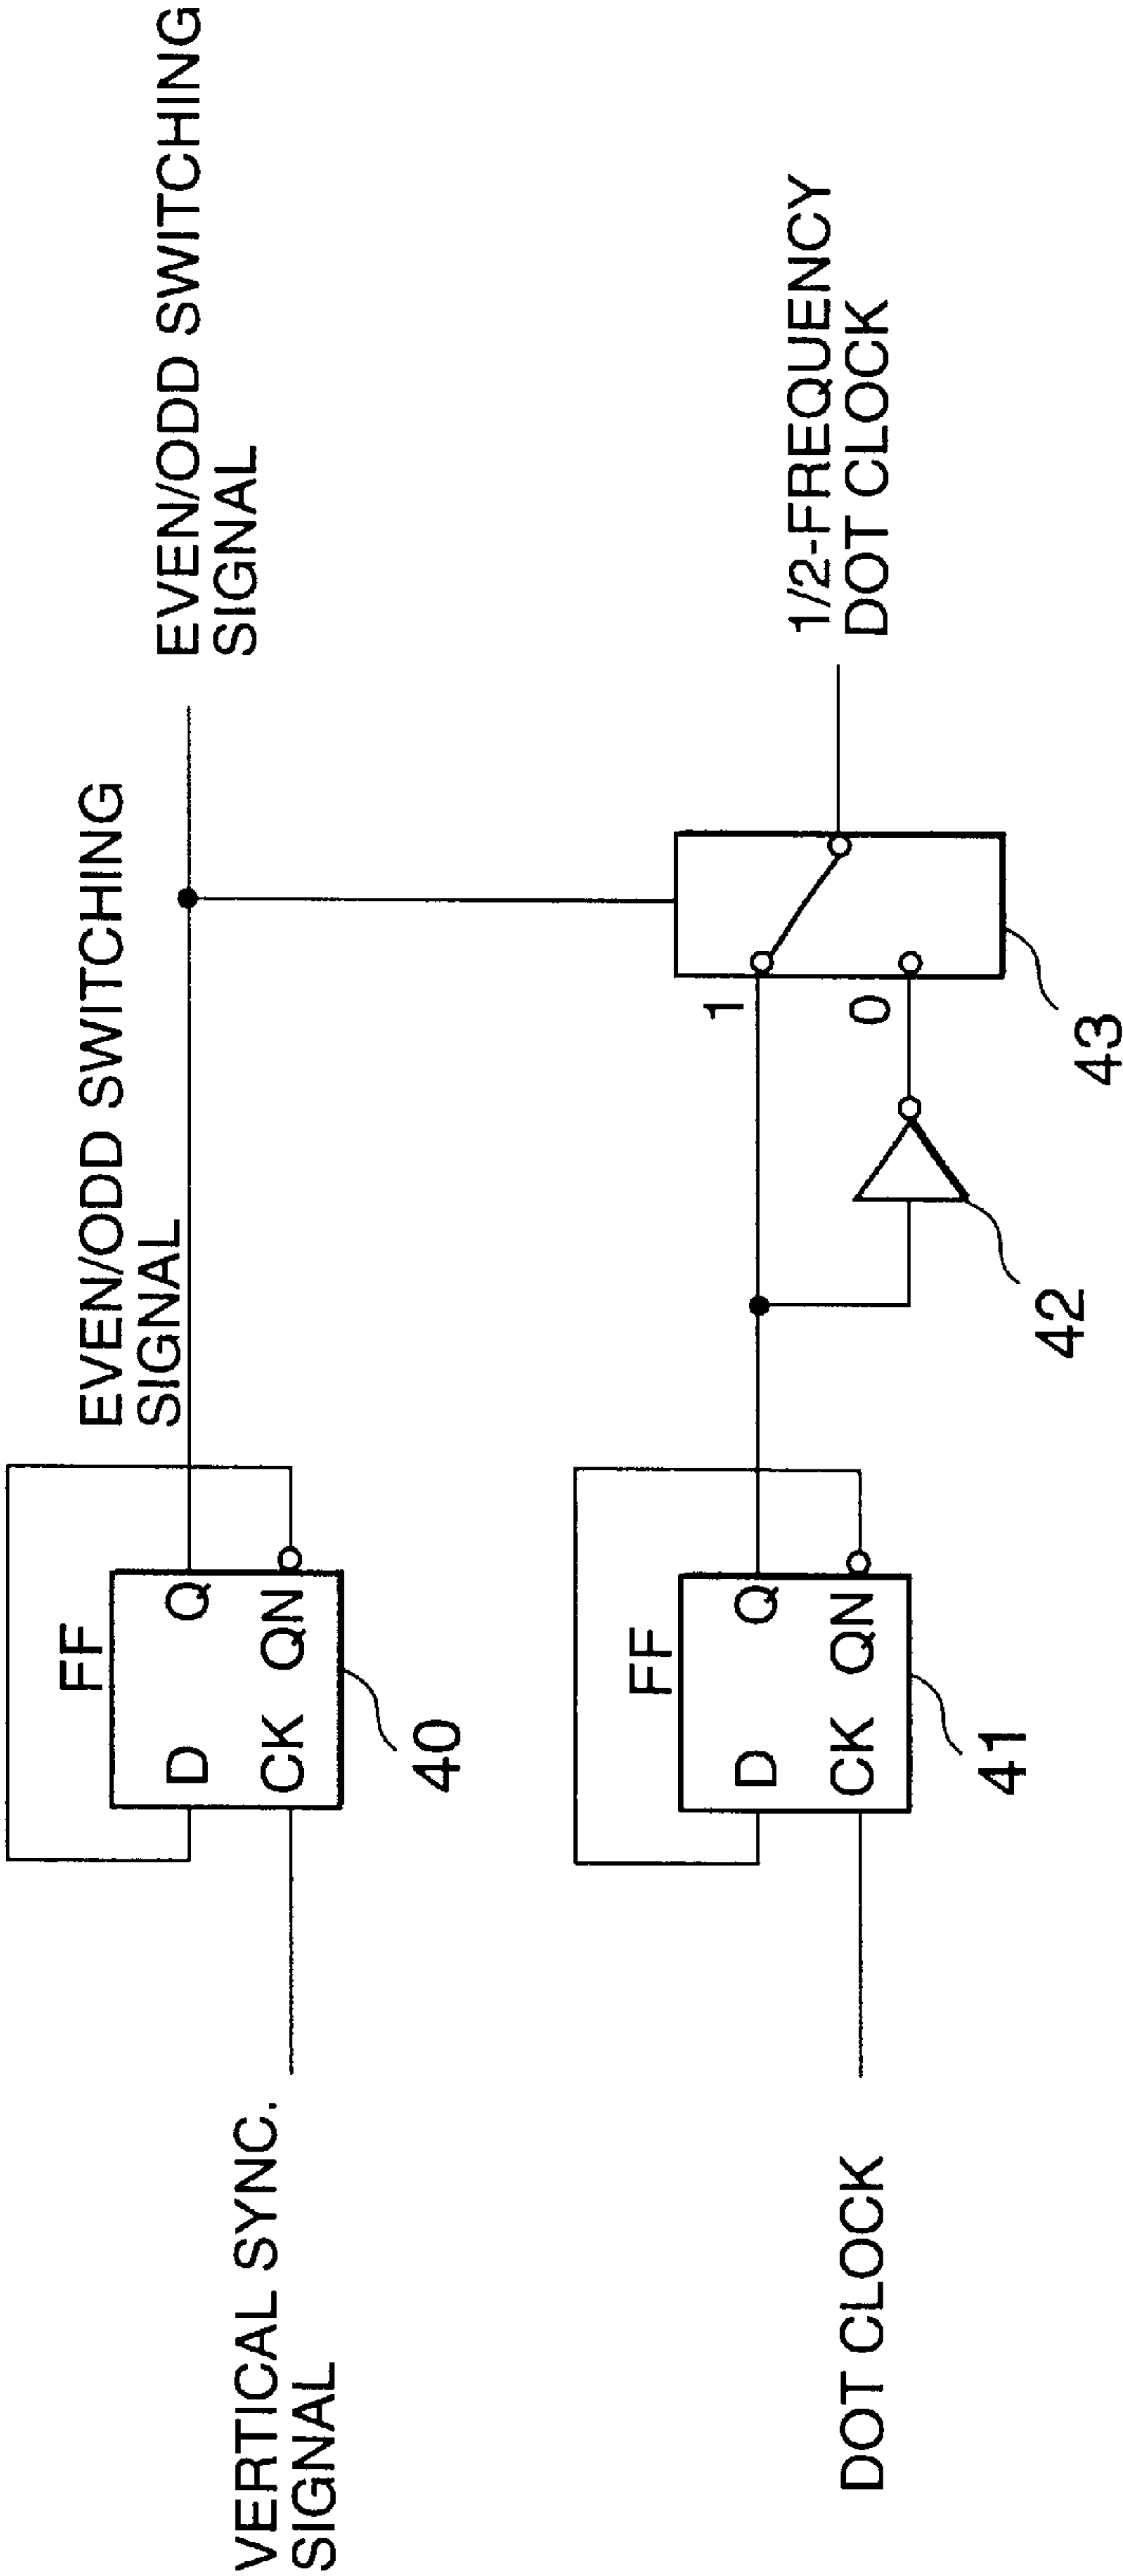 VERTICAL SYNC.
SIGNAL
FF
D Q
CK QN
40
EVEN/ODD SWITCHING
SIGNAL
EVEN/ODD SWITCHING
SIGNAL
DOT CLOCK
FF
D Q
CK QN
41
42
1
0
43
1/2-FREQUENCY
DOT CLOCK